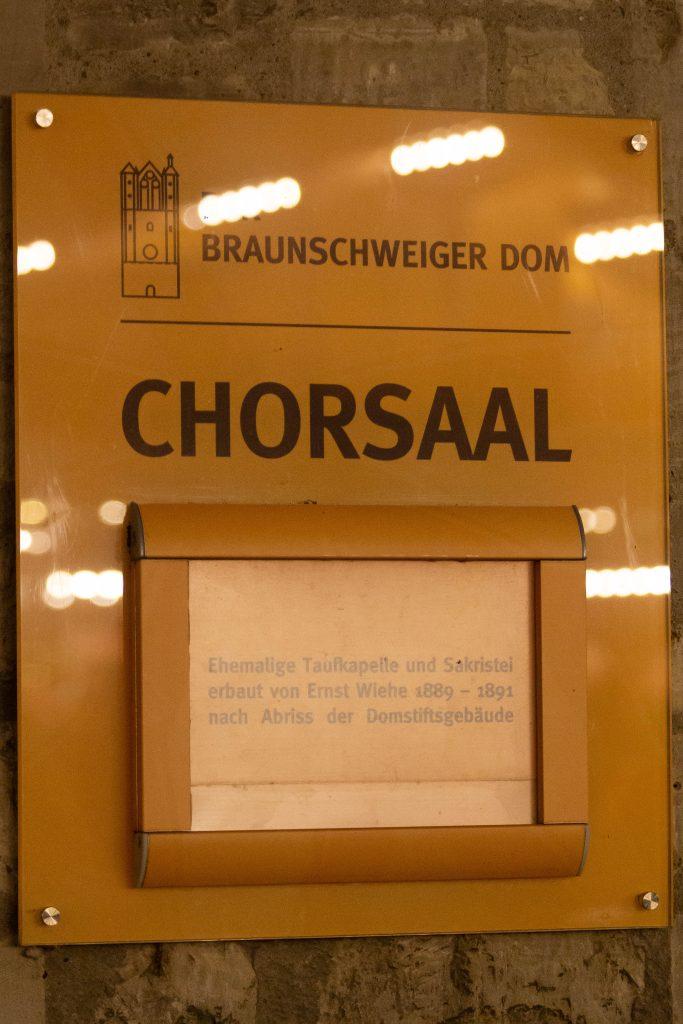 BRAUNSCHWEIGER DOM
CHORSAAL
Ehemalige Taufkapelle und Sakristei
erbaut von Ernst Wiehe 1889 – 1891
nach Abriss der Domstiftsgebäude